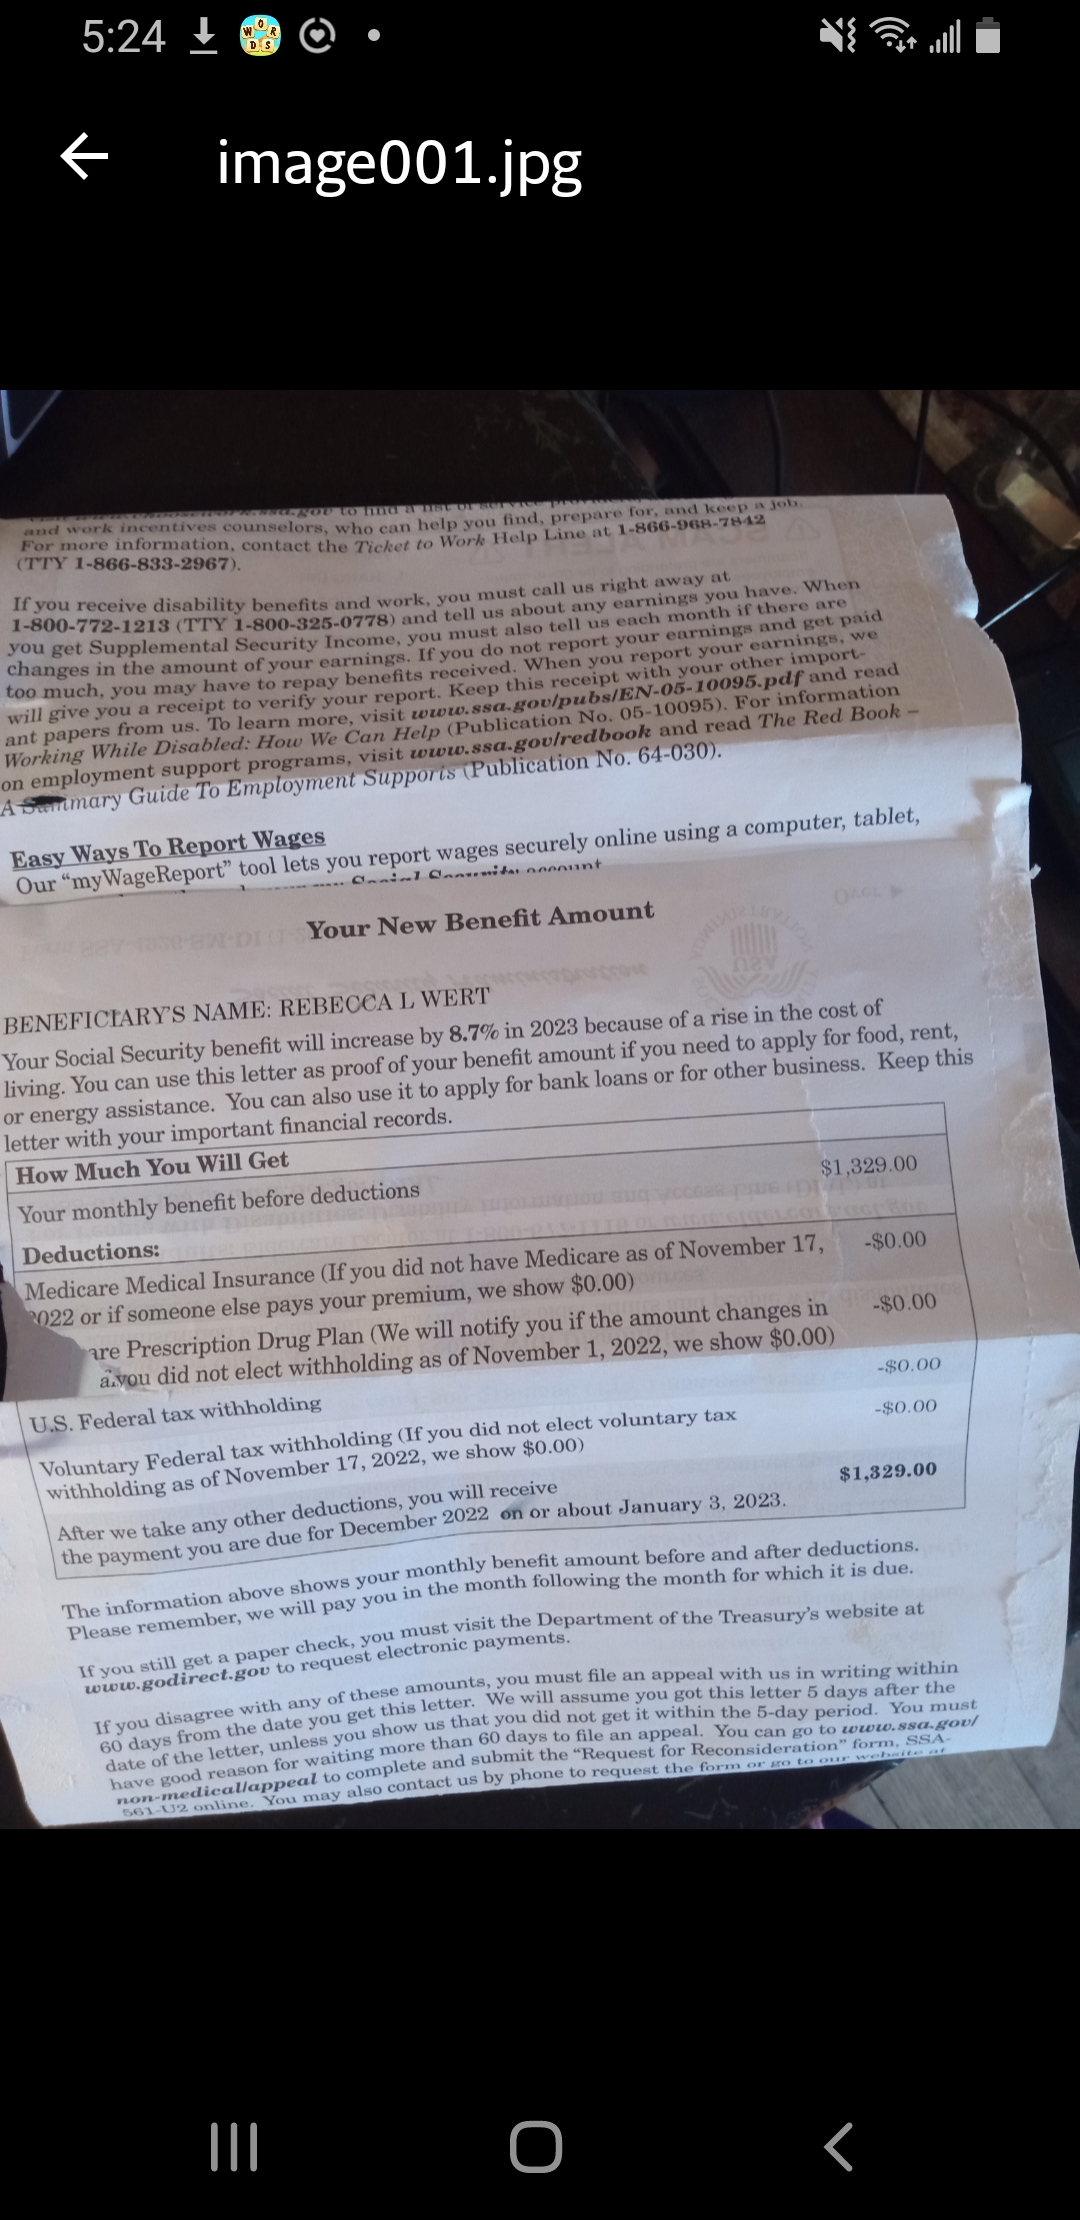 5:24
WORDS
image001.jpg
to find a list of service
and work incentives counselors, who can help you find, prepare for, and keep a job.
For more information, contact the Ticket to Work Help Line at 1-866-968-7842
(TTY 1-866-833-2967).
If you receive disability benefits and work, you must call us right away at
1-800-772-1213 (TTY 1-800-325-0778) and tell us about any earnings you have. When
you get Supplemental Security Income, you must also tell us each month if there are
changes in the amount of your earnings. If you do not report your earnings and get paid
too much, you may have to repay benefits received. When you report your earnings, we
will give you a receipt to verify your report. Keep this receipt with your other import-
ant papers from us. To learn more, visit www.ssa.gov/pubs/EN-05-10095.pdf and read
Working While Disabled: How We Can Help (Publication No. 05-10095). For information
on employment support programs, visit www.ssa.gov/redbook and read The Red Book –
A Summary Guide To Employment Supports (Publication No. 64-030).
Easy Ways To Report Wages
Our “myWageReport” tool lets you report wages securely online using a computer, tablet,
Social Security account
Your New Benefit Amount
BENEFICIARY'S NAME: REBECCA L WERT
Your Social Security benefit will increase by 8.7% in 2023 because of a rise in the cost of
living. You can use this letter as proof of your benefit amount if you need to apply for food, rent,
or energy assistance. You can also use it to apply for bank loans or for other business. Keep this
letter with your important financial records.
How Much You Will Get
Your monthly benefit before deductions $1,329.00
Deductions:
Medicare Medical Insurance (If you did not have Medicare as of November 17, -$0.00
2022 or if someone else pays your premium, we show $0.00)
are Prescription Drug Plan (We will notify you if the amount changes in -$0.00
you did not elect withholding as of November 1, 2022, we show $0.00)
U.S. Federal tax withholding -$0.00
Voluntary Federal tax withholding (If you did not elect voluntary tax -$0.00
withholding as of November 17, 2022, we show $0.00)
After we take any other deductions, you will receive $1,329.00
the payment you are due for December 2022 on or about January 3, 2023.
The information above shows your monthly benefit amount before and after deductions.
Please remember, we will pay you in the month following the month for which it is due.
If you still get a paper check, you must visit the Department of the Treasury's website at
www.godirect.gov to request electronic payments.
If you disagree with any of these amounts, you must file an appeal with us in writing within
60 days from the date you get this letter. We will assume you got this letter 5 days after the
date of the letter, unless you show us that you did not get it within the 5-day period. You must
have good reason for waiting more than 60 days to file an appeal. You can go to www.ssa.gov/
non-medical/appeal to complete and submit the “Request for Reconsideration” form, SSA-
561-U2 online. You may also contact us by phone to request the form or go to our website at